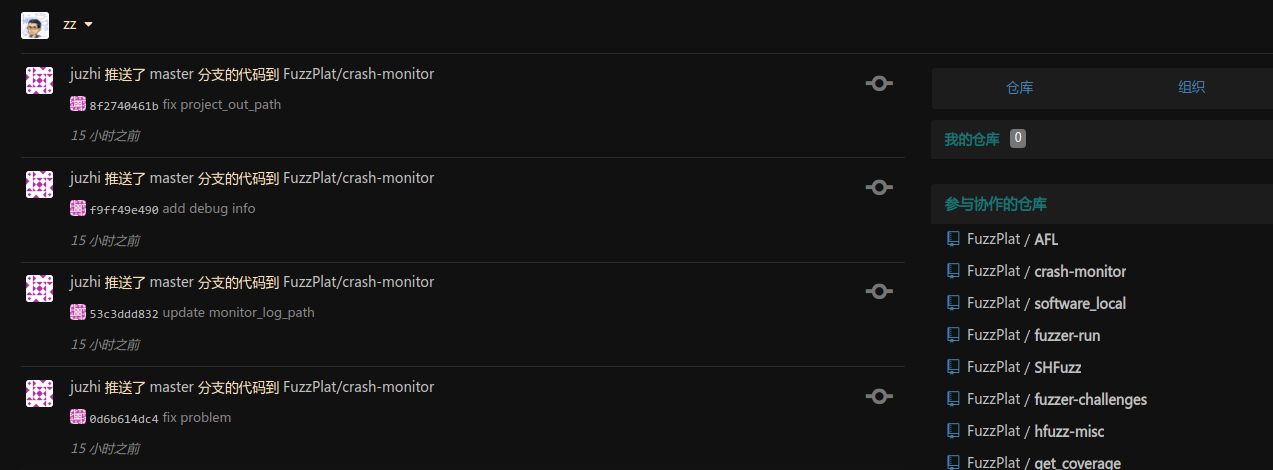 zz
juzhi 推送了 master 分支的代码到 FuzzPlat/crash-monitor
8f2740461b fix project_out_path
15 小时之前
juzhi 推送了 master 分支的代码到 FuzzPlat/crash-monitor
f9ff49e490 add debug info
15 小时之前
juzhi 推送了 master 分支的代码到 FuzzPlat/crash-monitor
53c3ddd832 update monitor_log_path
15 小时之前
juzhi 推送了 master 分支的代码到 FuzzPlat/crash-monitor
0d6b614dc4 fix problem
15 小时之前
仓库 组织
我的仓库 0
参与协作的仓库
FuzzPlat / AFL
FuzzPlat / crash-monitor
FuzzPlat / software_local
FuzzPlat / fuzzer-run
FuzzPlat / SHFuzz
FuzzPlat / fuzzer-challenges
FuzzPlat / hfuzz-misc
FuzzPlat / get_coverage